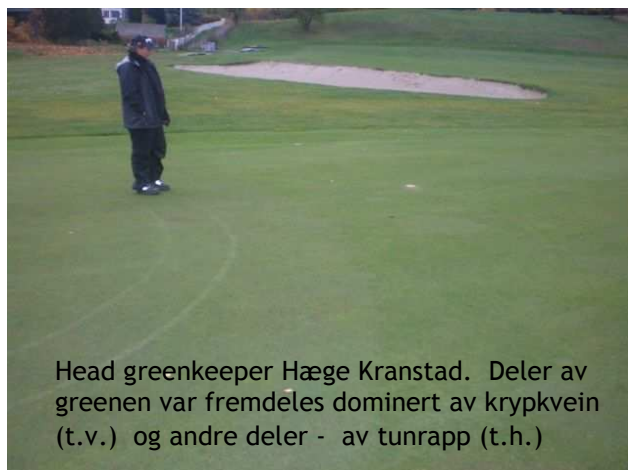 Head greenkeeper Hæge Kranstad.  Deler av
greenen var fremdeles dominert av krypkvein
(t.v.)  og andre deler -  av tunrapp (t.h.)